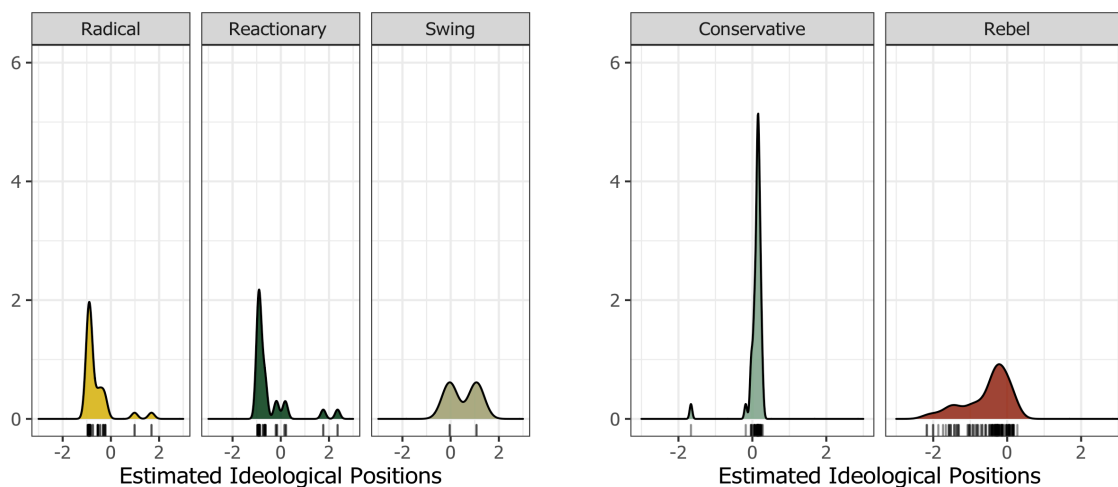 Radical Reactionary Swing Conservative Rebel
6 6
4 4
2 2
0 0
-2 0 2 -2 0 2 -2 0 2 -2 0 2 -2 0 2
Estimated Ideological Positions Estimated Ideological Positions